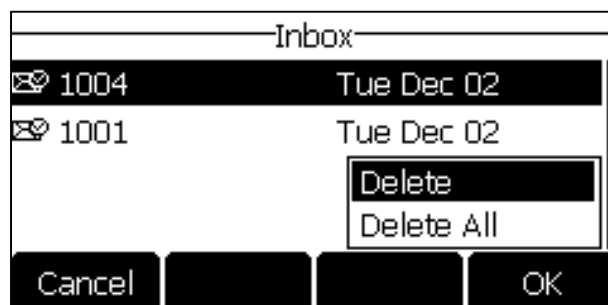 Inbox
1004 Tue Dec 02
1001 Tue Dec 02
Delete
Delete All
Cancel OK